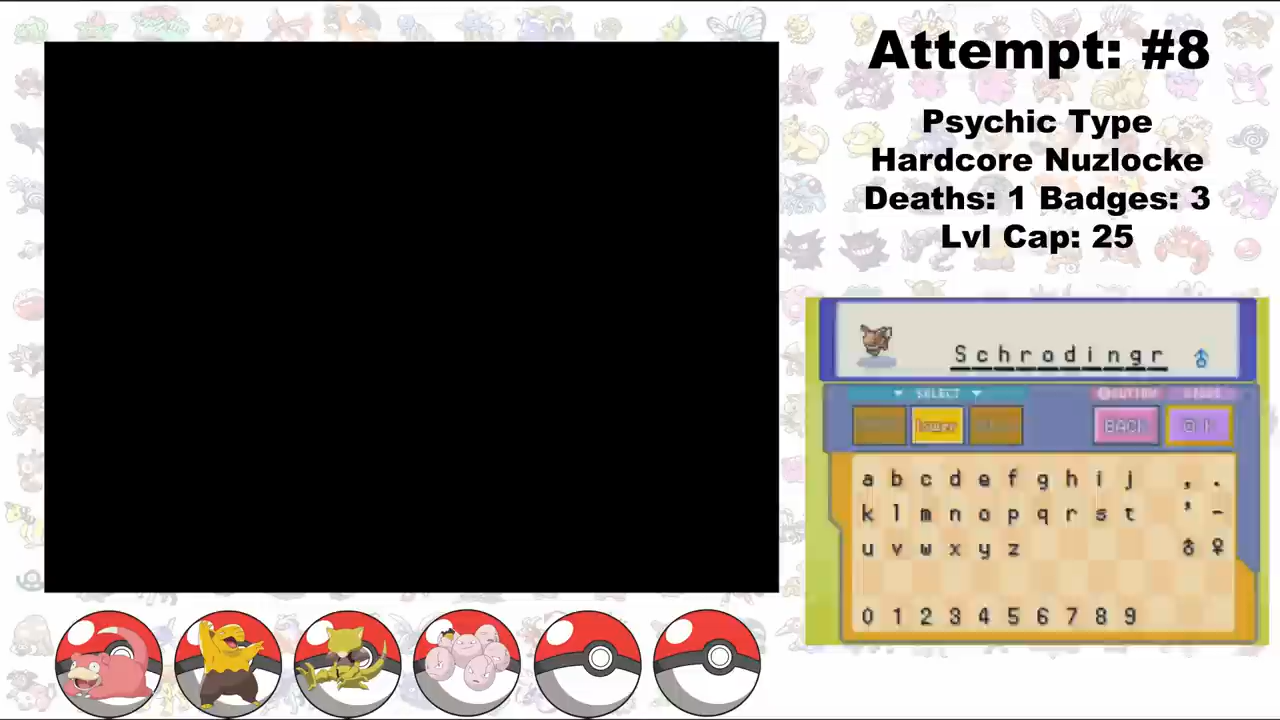 Attempt: #8
Psychic Type
Hardcore Nuzlocke
Deaths: 1 Badges: 3
Lvl Cap: 25
Schrodingr ♂
SELECT
lower
BACK
OK
a b c d e f g h i j , .
k l m n o p q r s t ' -
u v w x y z ♂ ♀
0 1 2 3 4 5 6 7 8 9